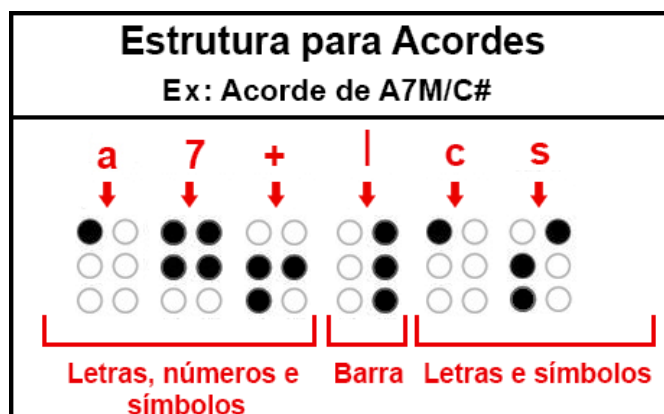 Estrutura para Acordes
Ex: Acorde de A7M/C#
a 7 + | c s
Letras, números e símbolos
Barra
Letras e símbolos